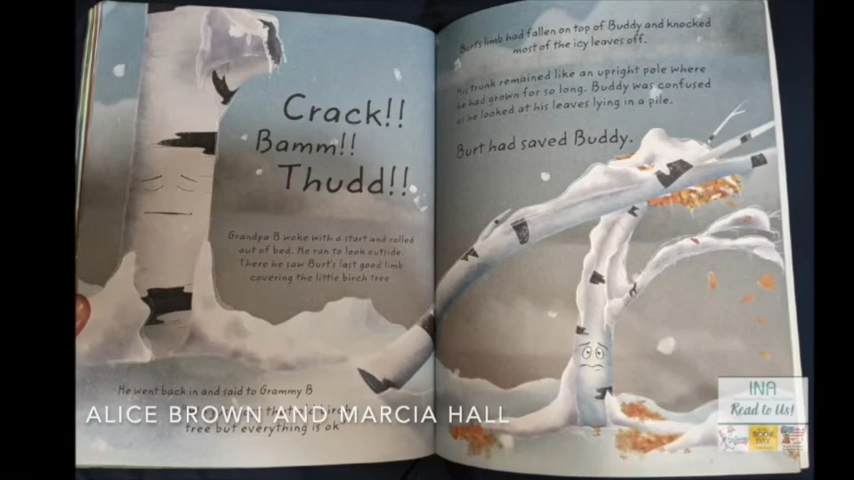 Crack!!
Bamm!!
Thudd!!
Grandpa B woke with a start and rolled
out of bed. He ran to look outside.
There he saw Burt's last good limb
covering the little birch tree
He went back in and said to Grammy B
tree but everything is ok"
ALICE BROWN AND MARCIA HALL
Burt's limb had fallen on top of Buddy and knocked
most of the icy leaves off.
His trunk remained like an upright pole where
he had grown for so long. Buddy was confused
as he looked at his leaves lying in a pile.
Burt had saved Buddy.
INA
Read to Us!